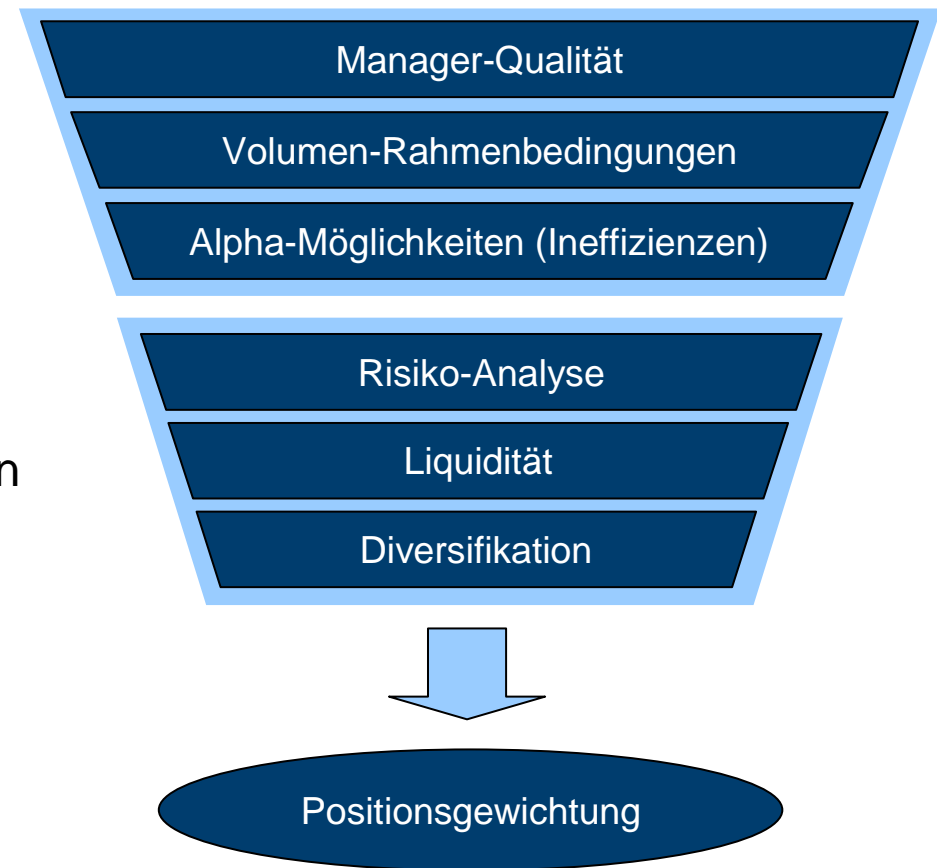 Manager-Qualität
Volumen-Rahmenbedingungen
Alpha-Möglichkeiten (Ineffizienzen)
Risiko-Analyse
n
Liquidität
Diversifikation
Positionsgewichtung